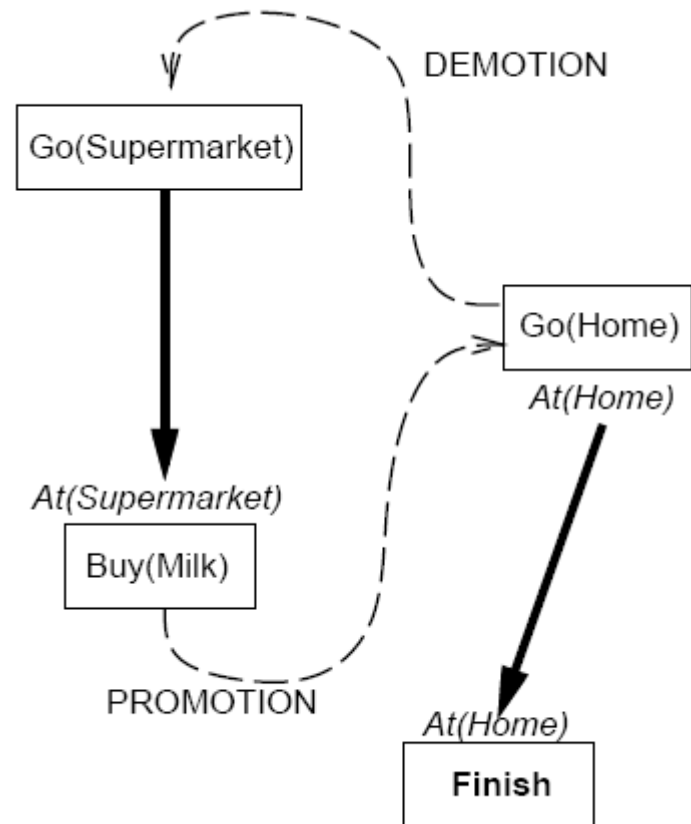 DEMOTION
Go(Supermarket)
Go(Home)
At(Home)
At(Supermarket)
Buy(Milk)
PROMOTION
At(Home)
Finish